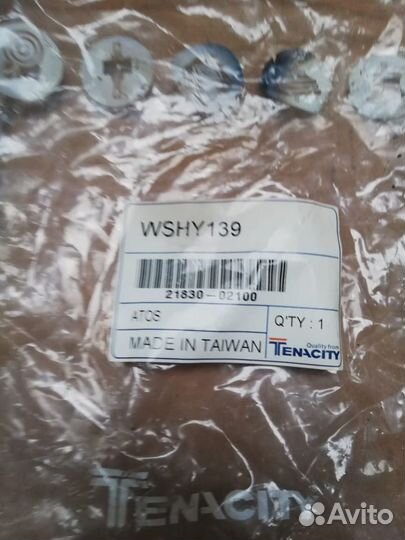 WSHY139
21830-02100
ATOS
Q'TY : 1
MADE IN TAIWAN
Quality from
TENACITY
TENACITY
Avito